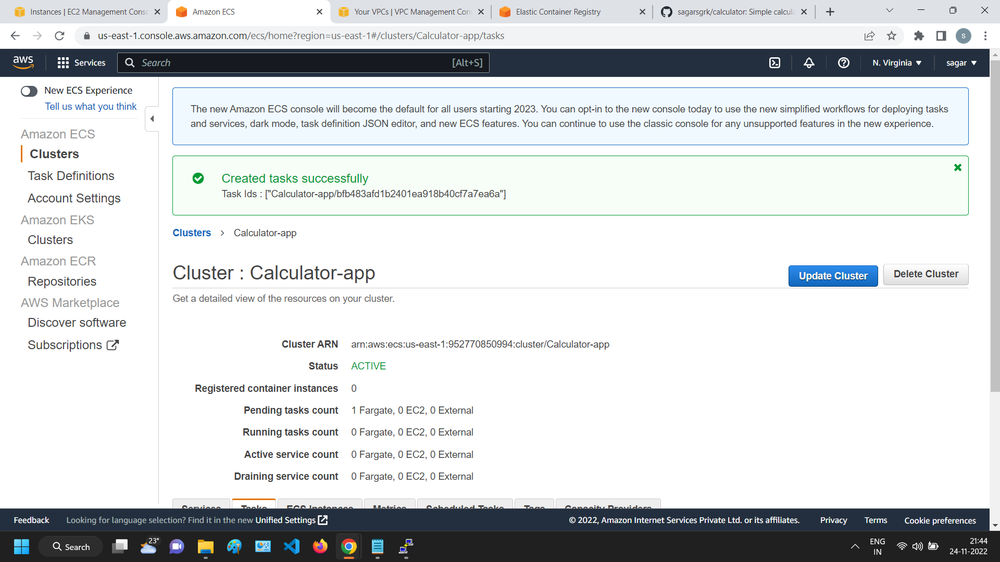 Instances | EC2 Management Consc
Amazon ECS
Your VPCs | VPC Management Con
Elastic Container Registry
sagarsgrk/calculator: Simple calcula
us-east-1.console.aws.amazon.com/ecs/home?region=us-east-1#/clusters/Calculator-app/tasks
S
aws
Services
Search
[Alt+S]
N. Virginia
sagar
New ECS Experience
Tell us what you think
Amazon ECS
Clusters
Task Definitions
Account Settings
Amazon EKS
Clusters
Amazon ECR
Repositories
AWS Marketplace
Discover software
Subscriptions
The new Amazon ECS console will become the default for all users starting 2023. You can opt-in to the new console today to use the new simplified workflows for deploying tasks
and services, dark mode, task definition JSON editor, and new ECS features. You can continue to use the classic console for any unsupported features in the new experience.
Created tasks successfully
Task Ids : ["Calculator-app/bfb483afd1b2401ea918b40cf7a7ea6a"]
Clusters > Calculator-app
Cluster : Calculator-app
Update Cluster
Delete Cluster
Get a detailed view of the resources on your cluster.
Cluster ARN arn:aws:ecs:us-east-1:952770850994:cluster/Calculator-app
Status ACTIVE
Registered container instances 0
Pending tasks count 1 Fargate, 0 EC2, 0 External
Running tasks count 0 Fargate, 0 EC2, 0 External
Active service count 0 Fargate, 0 EC2, 0 External
Draining service count 0 Fargate, 0 EC2, 0 External
Services
Tasks
ECS Instances
Metrics
Scheduled Tasks
Tags
Capacity Providers
Feedback
Looking for language selection? Find it in the new Unified Settings
© 2022, Amazon Internet Services Private Ltd. or its affiliates.
Privacy
Terms
Cookie preferences
Search
23°
ENG
IN
21:44
24-11-2022